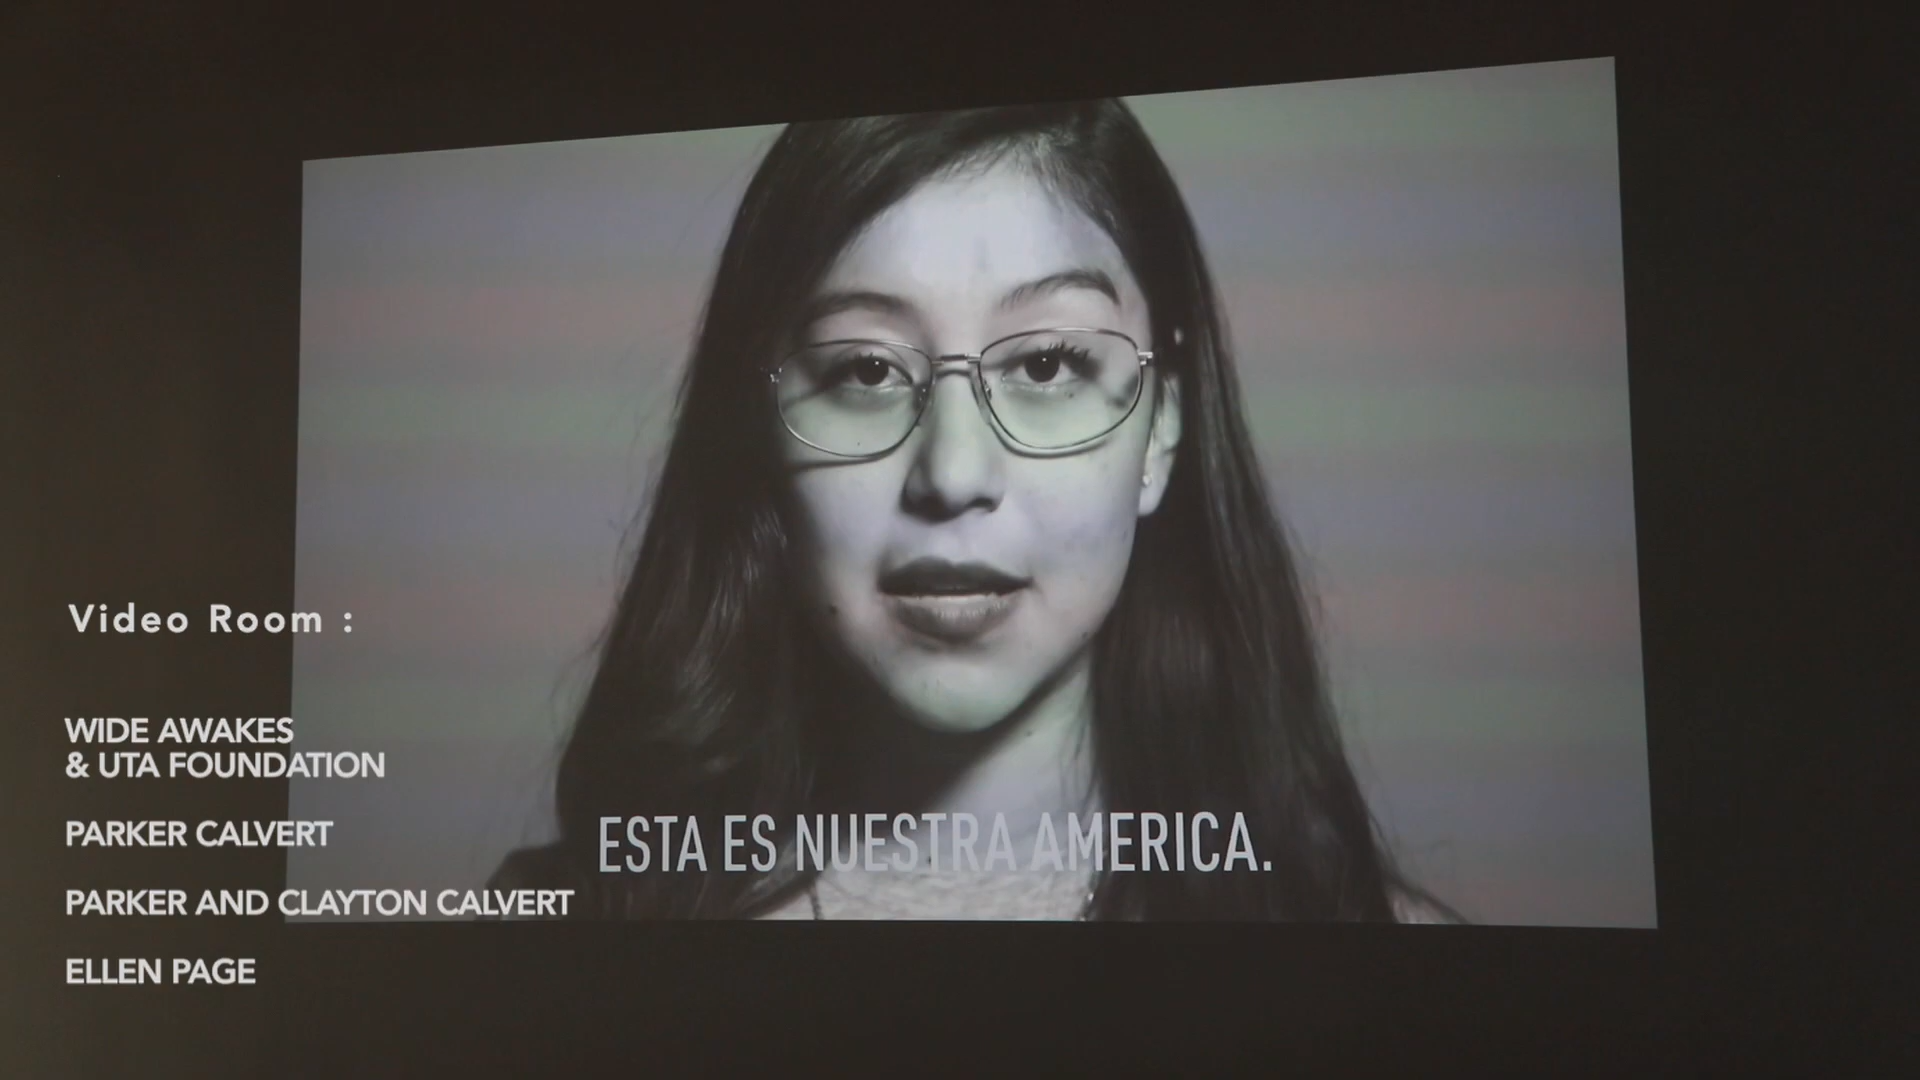 Video Room :
WIDE AWAKES
& UTA FOUNDATION
PARKER CALVERT
PARKER AND CLAYTON CALVERT
ELLEN PAGE
ESTA ES NUESTRA AMERICA.